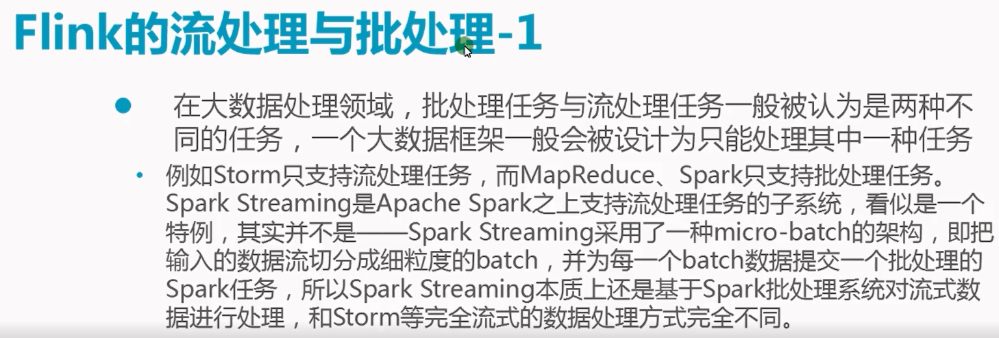 Flink的流处理与批处理-1
在大数据处理领域，批处理任务与流处理任务一般被认为是两种不
同的任务，一个大数据框架一般会被设计为只能处理其中一种任务
例如Storm只支持流处理任务，而MapReduce、Spark只支持批处理任务。
Spark Streaming是Apache Spark之上支持流处理任务的子系统，看似是一个
特例，其实并不是——Spark Streaming采用了一种micro-batch的架构，即把
输入的数据流切分成细粒度的batch，并为每一个batch数据提交一个批处理的
Spark任务，所以Spark Streaming本质上还是基于Spark批处理系统对流式数
据进行处理，和Storm等完全流式的数据处理方式完全不同。